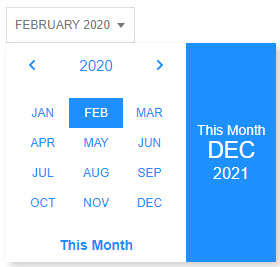 FEBRUARY 2020
2020
JAN FEB MAR
APR MAY JUN
JUL AUG SEP
OCT NOV DEC
This Month
This Month
DEC
2021